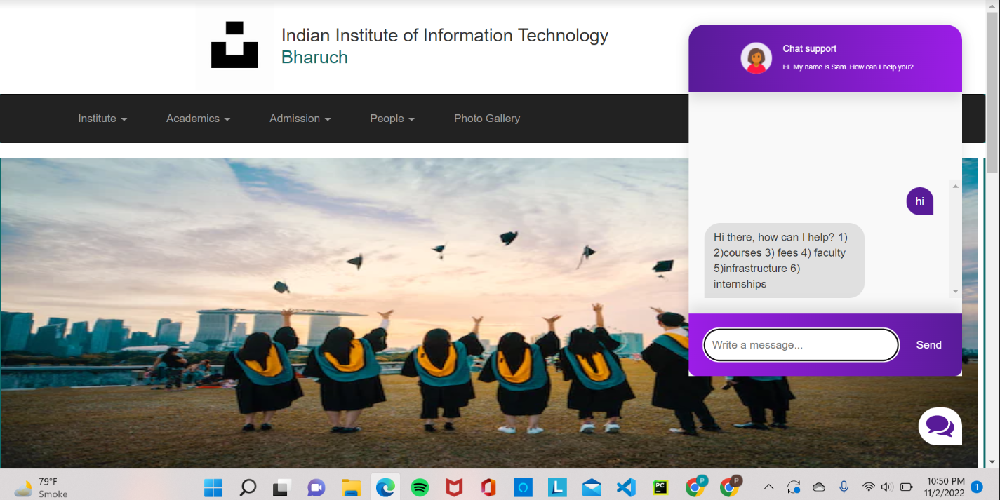 Indian Institute of Information Technology
Bharuch
Institute
Academics
Admission
People
Photo Gallery
Chat support
Hi. My name is Sam. How can I help you?
hi
Hi there, how can I help? 1)
2)courses 3) fees 4) faculty
5)infrastructure 6)
internships
Write a message...
Send
79°F
Smoke
L
PC
P
P
10:50 PM
11/2/2022
1